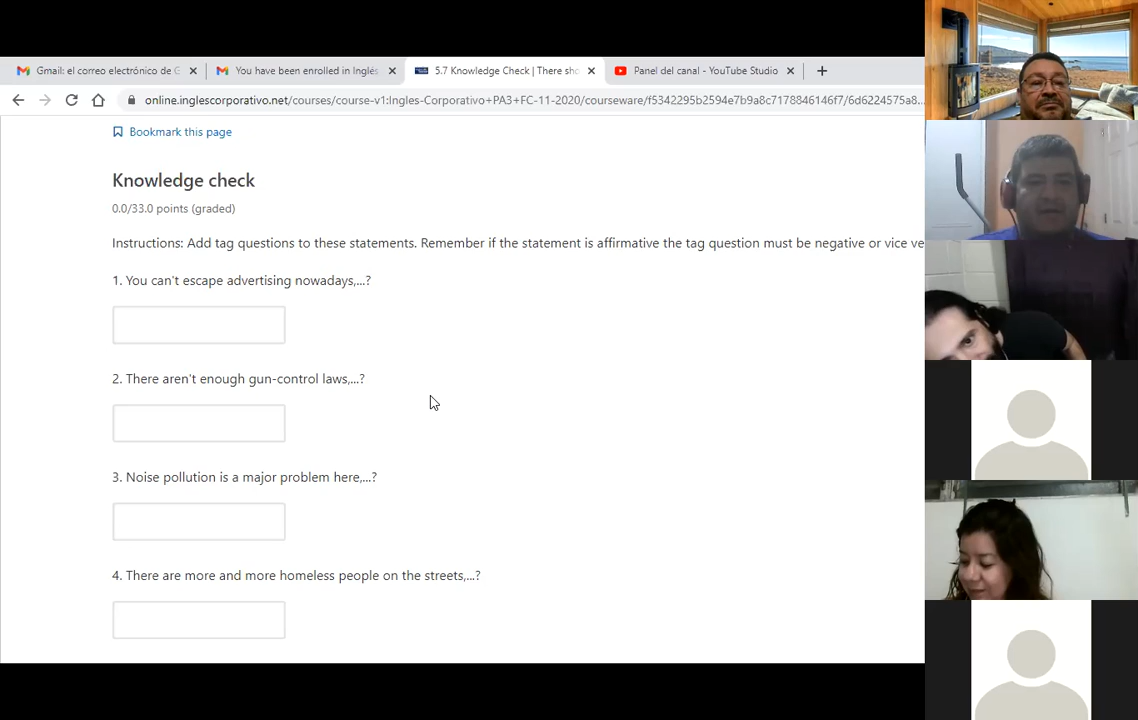 Gmail: el correo electrónico de G
You have been enrolled in Inglés
5.7 Knowledge Check | There sho
Panel del canal - YouTube Studio
online.inglescorporativo.net/courses/course-v1:Ingles-Corporativo+PA3+FC-11-2020/courseware/f5342295b2594e7b9a8c7178846146f7/6d6224575a8...
Bookmark this page
Knowledge check
0.0/33.0 points (graded)
Instructions: Add tag questions to these statements. Remember if the statement is affirmative the tag question must be negative or vice ve
1. You can't escape advertising nowadays,...?
2. There aren't enough gun-control laws,...?
3. Noise pollution is a major problem here,...?
4. There are more and more homeless people on the streets,...?